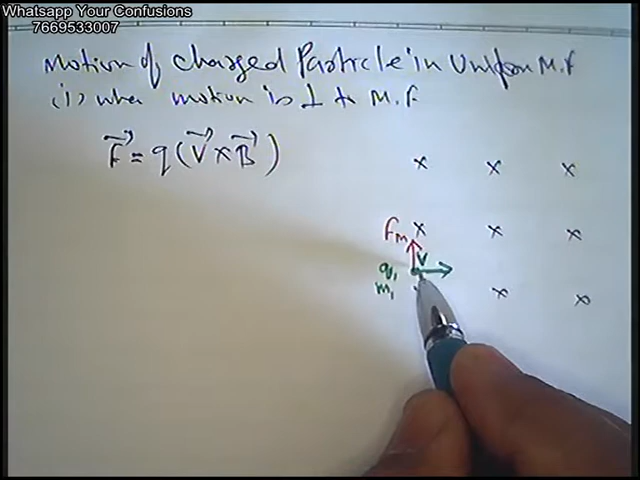 Whatsapp Your Confusions
7669533007
Motion of Charged Particle in Uniform M.F
(i) when motion is ⊥ to M.F
F = q (V × B)
× × ×
FM × × ×
V
q,
m,
× ×